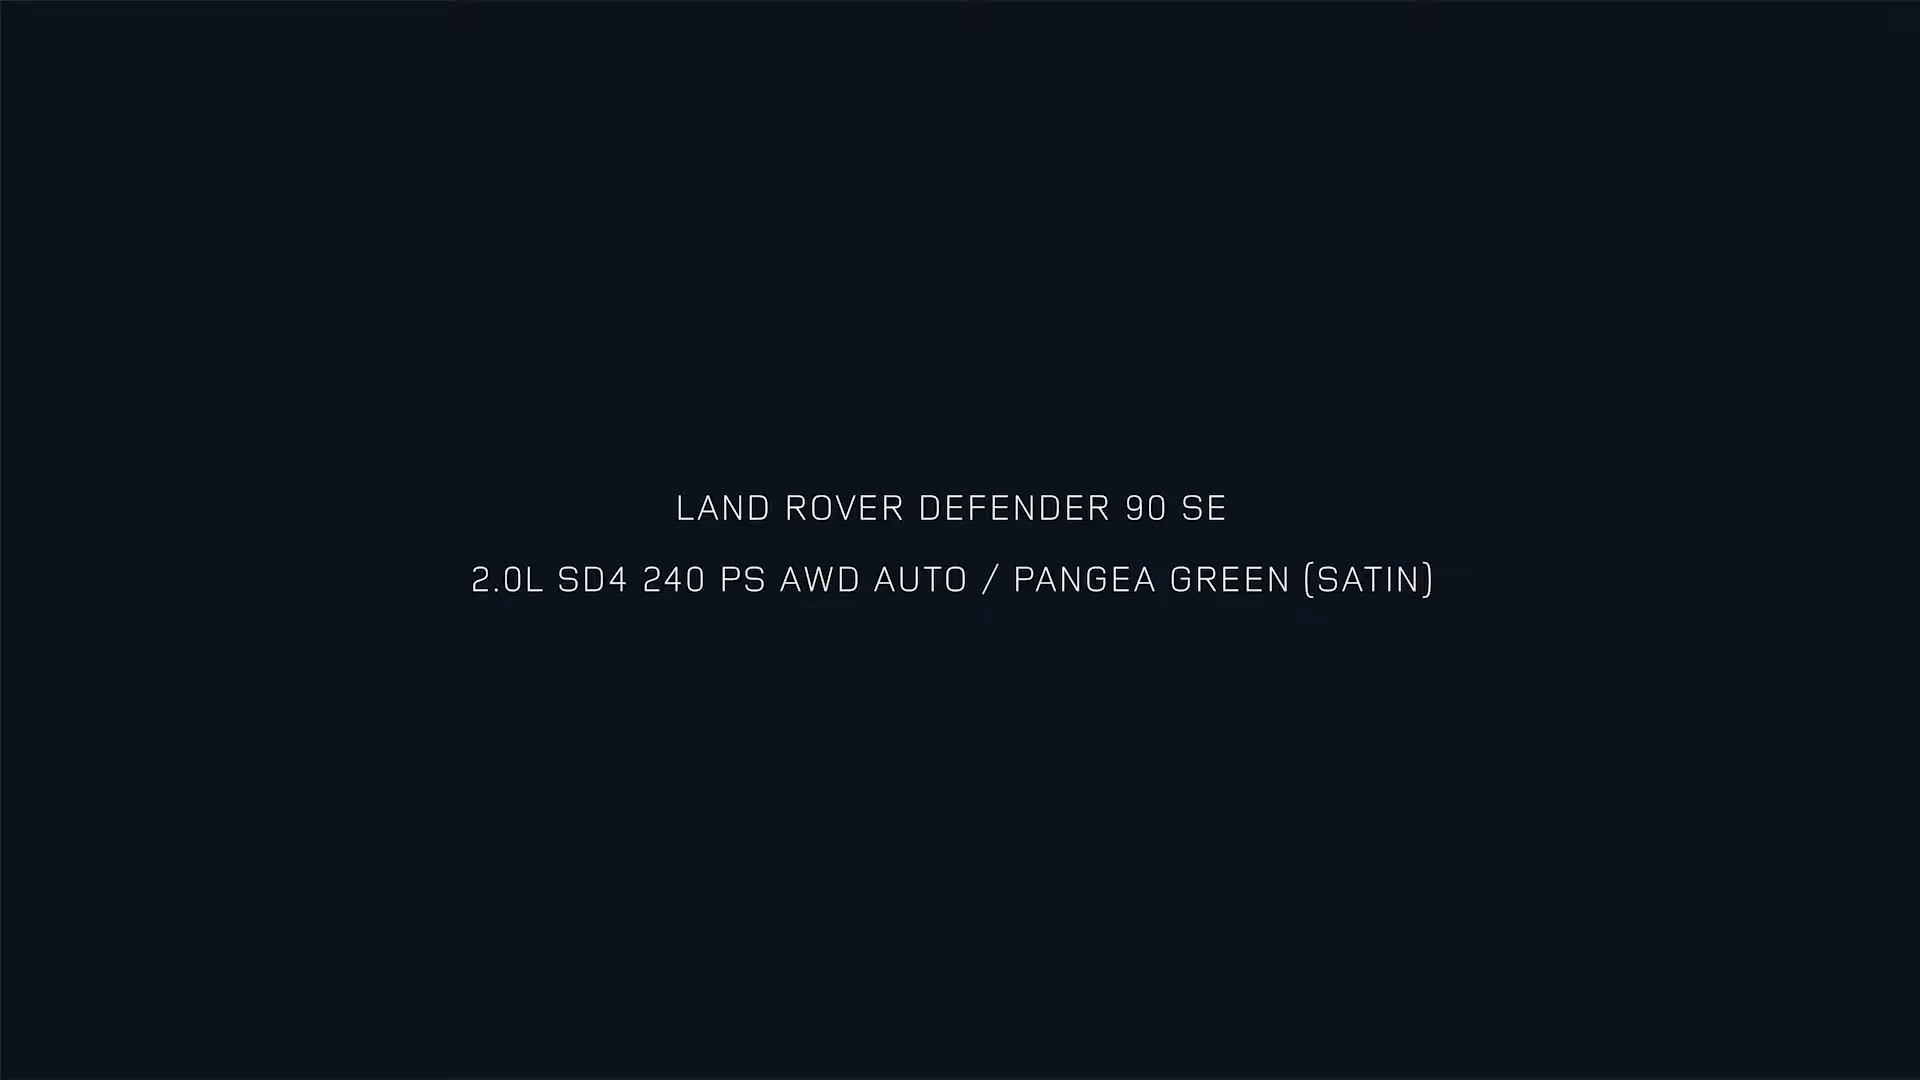 LAND ROVER DEFENDER 90 SE
2.0L SD4 240 PS AWD AUTO / PANGEA GREEN (SATIN)